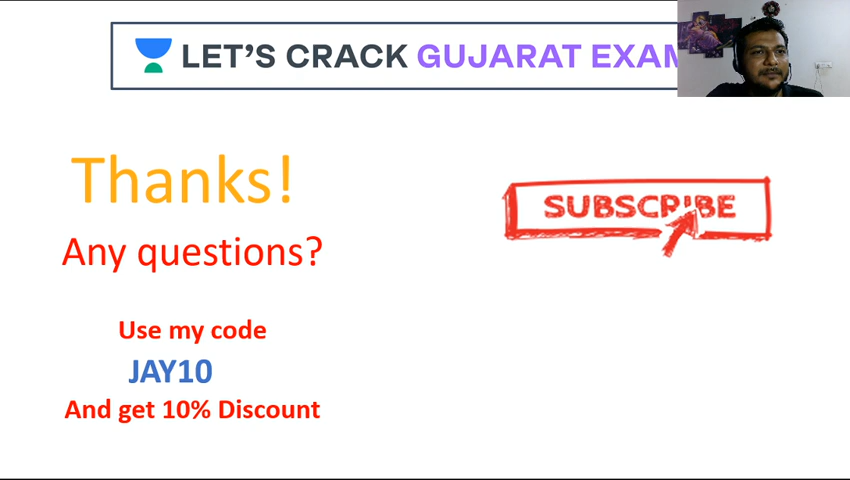 LET'S CRACK GUJARAT EXAM
Thanks!
SUBSCRIBE
Any questions?
Use my code
JAY10
And get 10% Discount